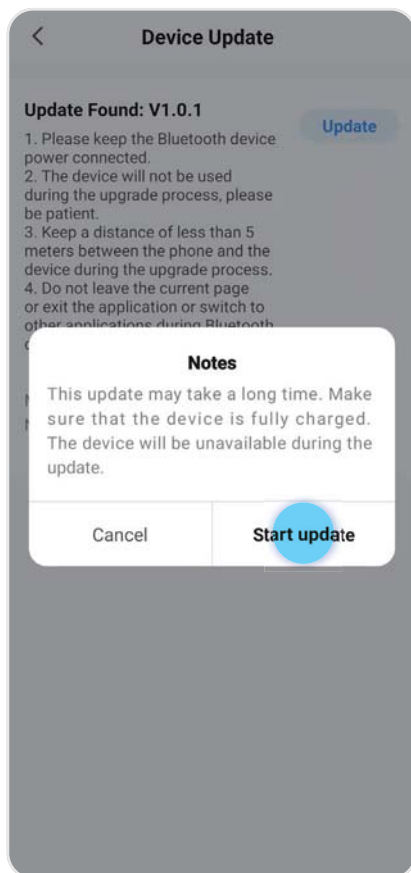 Device Update
Update Found: V1.0.1
Update
1. Please keep the Bluetooth device
power connected.
2. The device will not be used
during the upgrade process, please
be patient.
3. Keep a distance of less than 5
meters between the phone and the
device during the upgrade process.
4. Do not leave the current page
or exit the application or switch to
other applications during Bluetooth
Notes
This update may take a long time. Make
sure that the device is fully charged.
The device will be unavailable during the
update.
Cancel
Start update